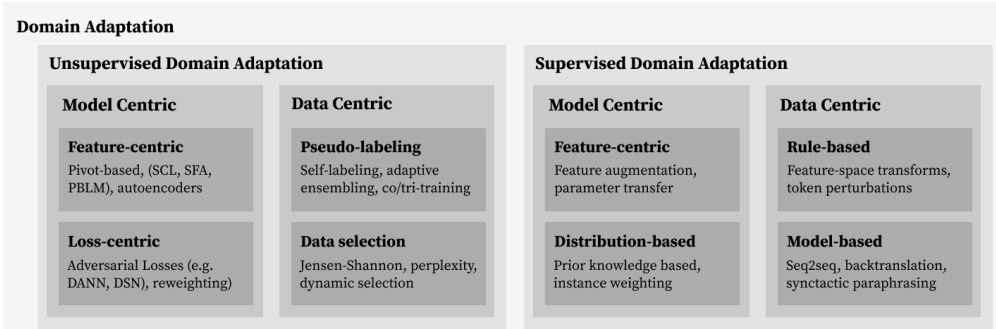 Domain Adaptation
Unsupervised Domain Adaptation
Model Centric
Feature-centric
Pivot-based, (SCL, SFA,
PBLM), autoencoders
Loss-centric
Adversarial Losses (e.g.
DANN, DSN), reweighting)
Data Centric
Pseudo-labeling
Self-labeling, adaptive
ensembling, co/tri-training
Data selection
Jensen-Shannon, perplexity,
dynamic selection
Supervised Domain Adaptation
Model Centric
Feature-centric
Feature augmentation,
parameter transfer
Distribution-based
Prior knowledge based,
instance weighting
Data Centric
Rule-based
Feature-space transforms,
token perturbations
Model-based
Seq2seq, backtranslation,
synctactic paraphrasing